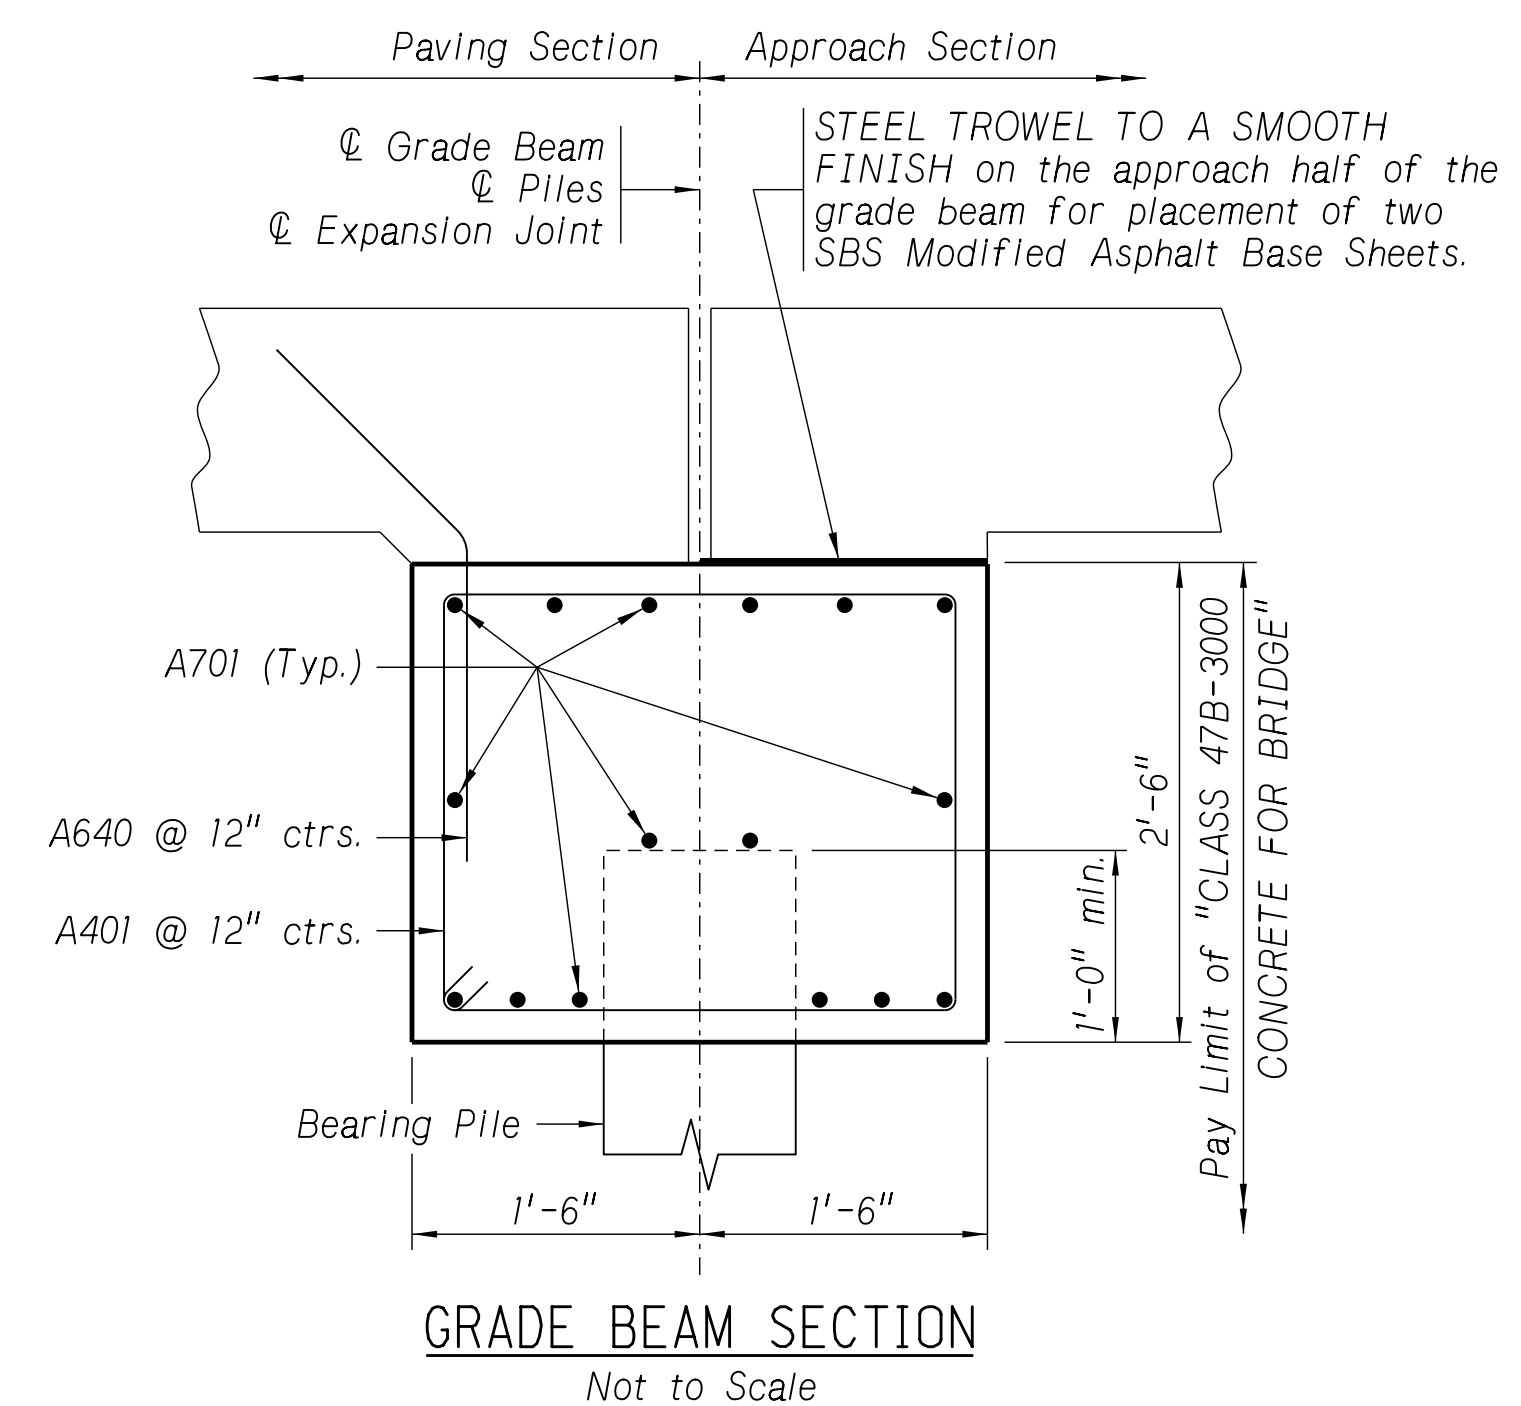 Paving Section
Approach Section
℄ Grade Beam
℄ Piles
℄ Expansion Joint
STEEL TROWEL TO A SMOOTH
FINISH on the approach half of the
grade beam for placement of two
SBS Modified Asphalt Base Sheets.
A701 (Typ.)
A640 @ 12" ctrs.
A401 @ 12" ctrs.
Bearing Pile
1'-0" min.
2'-6"
Pay Limit of "CLASS 47B-3000
CONCRETE FOR BRIDGE"
1'-6"
1'-6"
GRADE BEAM SECTION
Not to Scale